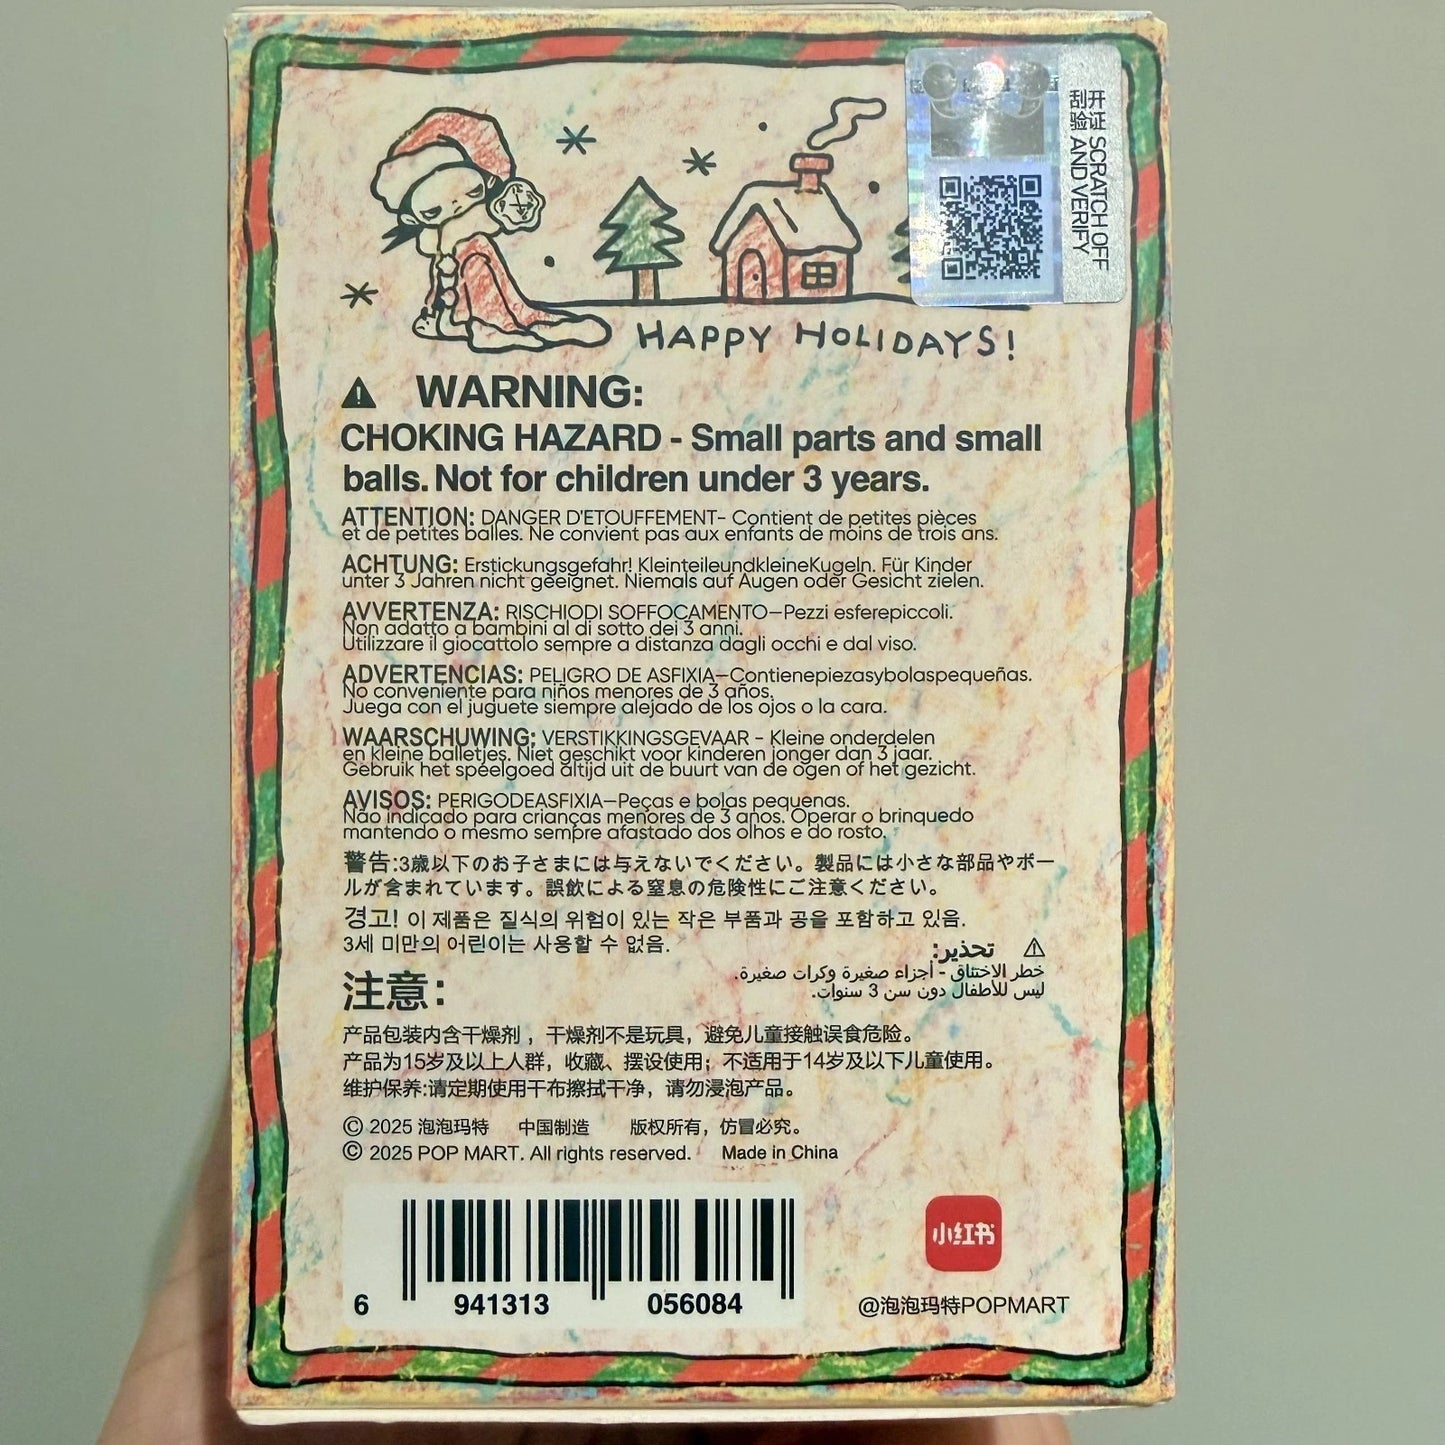 开证 SCRATCH OFF
刮验 AND VERIFY
HAPPY HOLIDAYS!
WARNING:
CHOKING HAZARD - Small parts and small
balls. Not for children under 3 years.
ATTENTION: DANGER D'ETOUFFEMENT- Contient de petites pièces
et de petites balles. Ne convient pas aux enfants de moins de trois ans.
ACHTUNG: Erstickungsgefahr! KleinteileundkleineKugeln. Für Kinder
unter 3 Jahren nicht geeignet. Niemals auf Augen oder Gesicht zielen.
AVVERTENZA: RISCHIODI SOFFOCAMENTO—Pezzi esferepiccoli.
Non adatto a bambini al di sotto dei 3 anni.
Utilizzare il giocattolo sempre a distanza dagli occhi e dal viso.
ADVERTENCIAS: PELIGRO DE ASFIXIA—Contienepiezasybolaspequeñas.
No conveniente para niños menores de 3 años.
Juega con el juguete siempre alejado de los ojos o la cara.
WAARSCHUWING: VERSTIKKINGSGEVAAR - Kleine onderdelen
en kleine balletjes. Niet geschikt voor kinderen jonger dan 3 jaar.
Gebruik het speelgoed altijd uit de buurt van de ogen of het gezicht.
AVISOS: PERIGODEASFIXIA—Peças e bolas pequenas.
Não indicado para crianças menores de 3 anos. Operar o brinquedo
mantendo o mesmo sempre afastado dos olhos e do rosto.
警告:3歳以下のお子さまには与えないでください。製品には小さな部品やボー
ルが含まれています。誤飲による窒息の危険性にご注意ください。
경고! 이 제품은 질식의 위험이 있는 작은 부품과 공을 포함하고 있음.
3세 미만의 어린이는 사용할 수 없음.
تحذير:
خطر الاختناق - أجزاء صغيرة وكرات صغيرة.
ليس للأطفال دون سن 3 سنوات.
注意:
产品包装内含干燥剂，干燥剂不是玩具，避免儿童接触误食危险。
产品为15岁及以上人群，收藏、摆设使用；不适用于14岁及以下儿童使用。
维护保养:请定期使用干布擦拭干净，请勿浸泡产品。
© 2025 泡泡玛特 中国制造 版权所有，仿冒必究。
© 2025 POP MART. All rights reserved. Made in China
小红书
6 941313 056084
@泡泡玛特POPMART